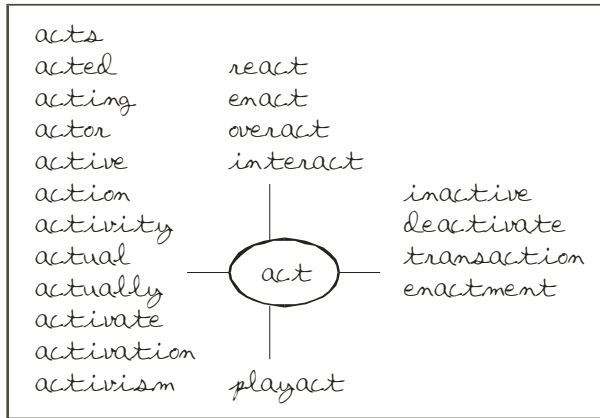 acts
acted
acting
actor
active
action
activity
actual
actually
activate
activation
activism
react
enact
overact
interact
act
playact
inactive
deactivate
transaction
enactment